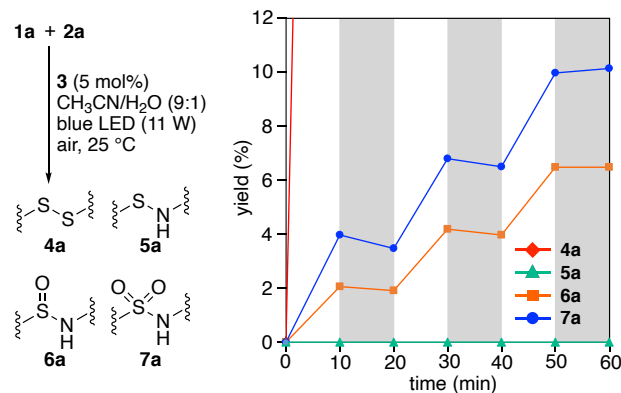 1a + 2a
3 (5 mol%)
CH₃CN/H₂O (9:1)
blue LED (11 W)
air, 25 °C
S
S
4a
S
N
H
5a
O
S
N
H
6a
O
O
S
N
H
7a
yield (%)
12
10
8
6
4
2
0
4a
5a
6a
7a
0 10 20 30 40 50 60
time (min)